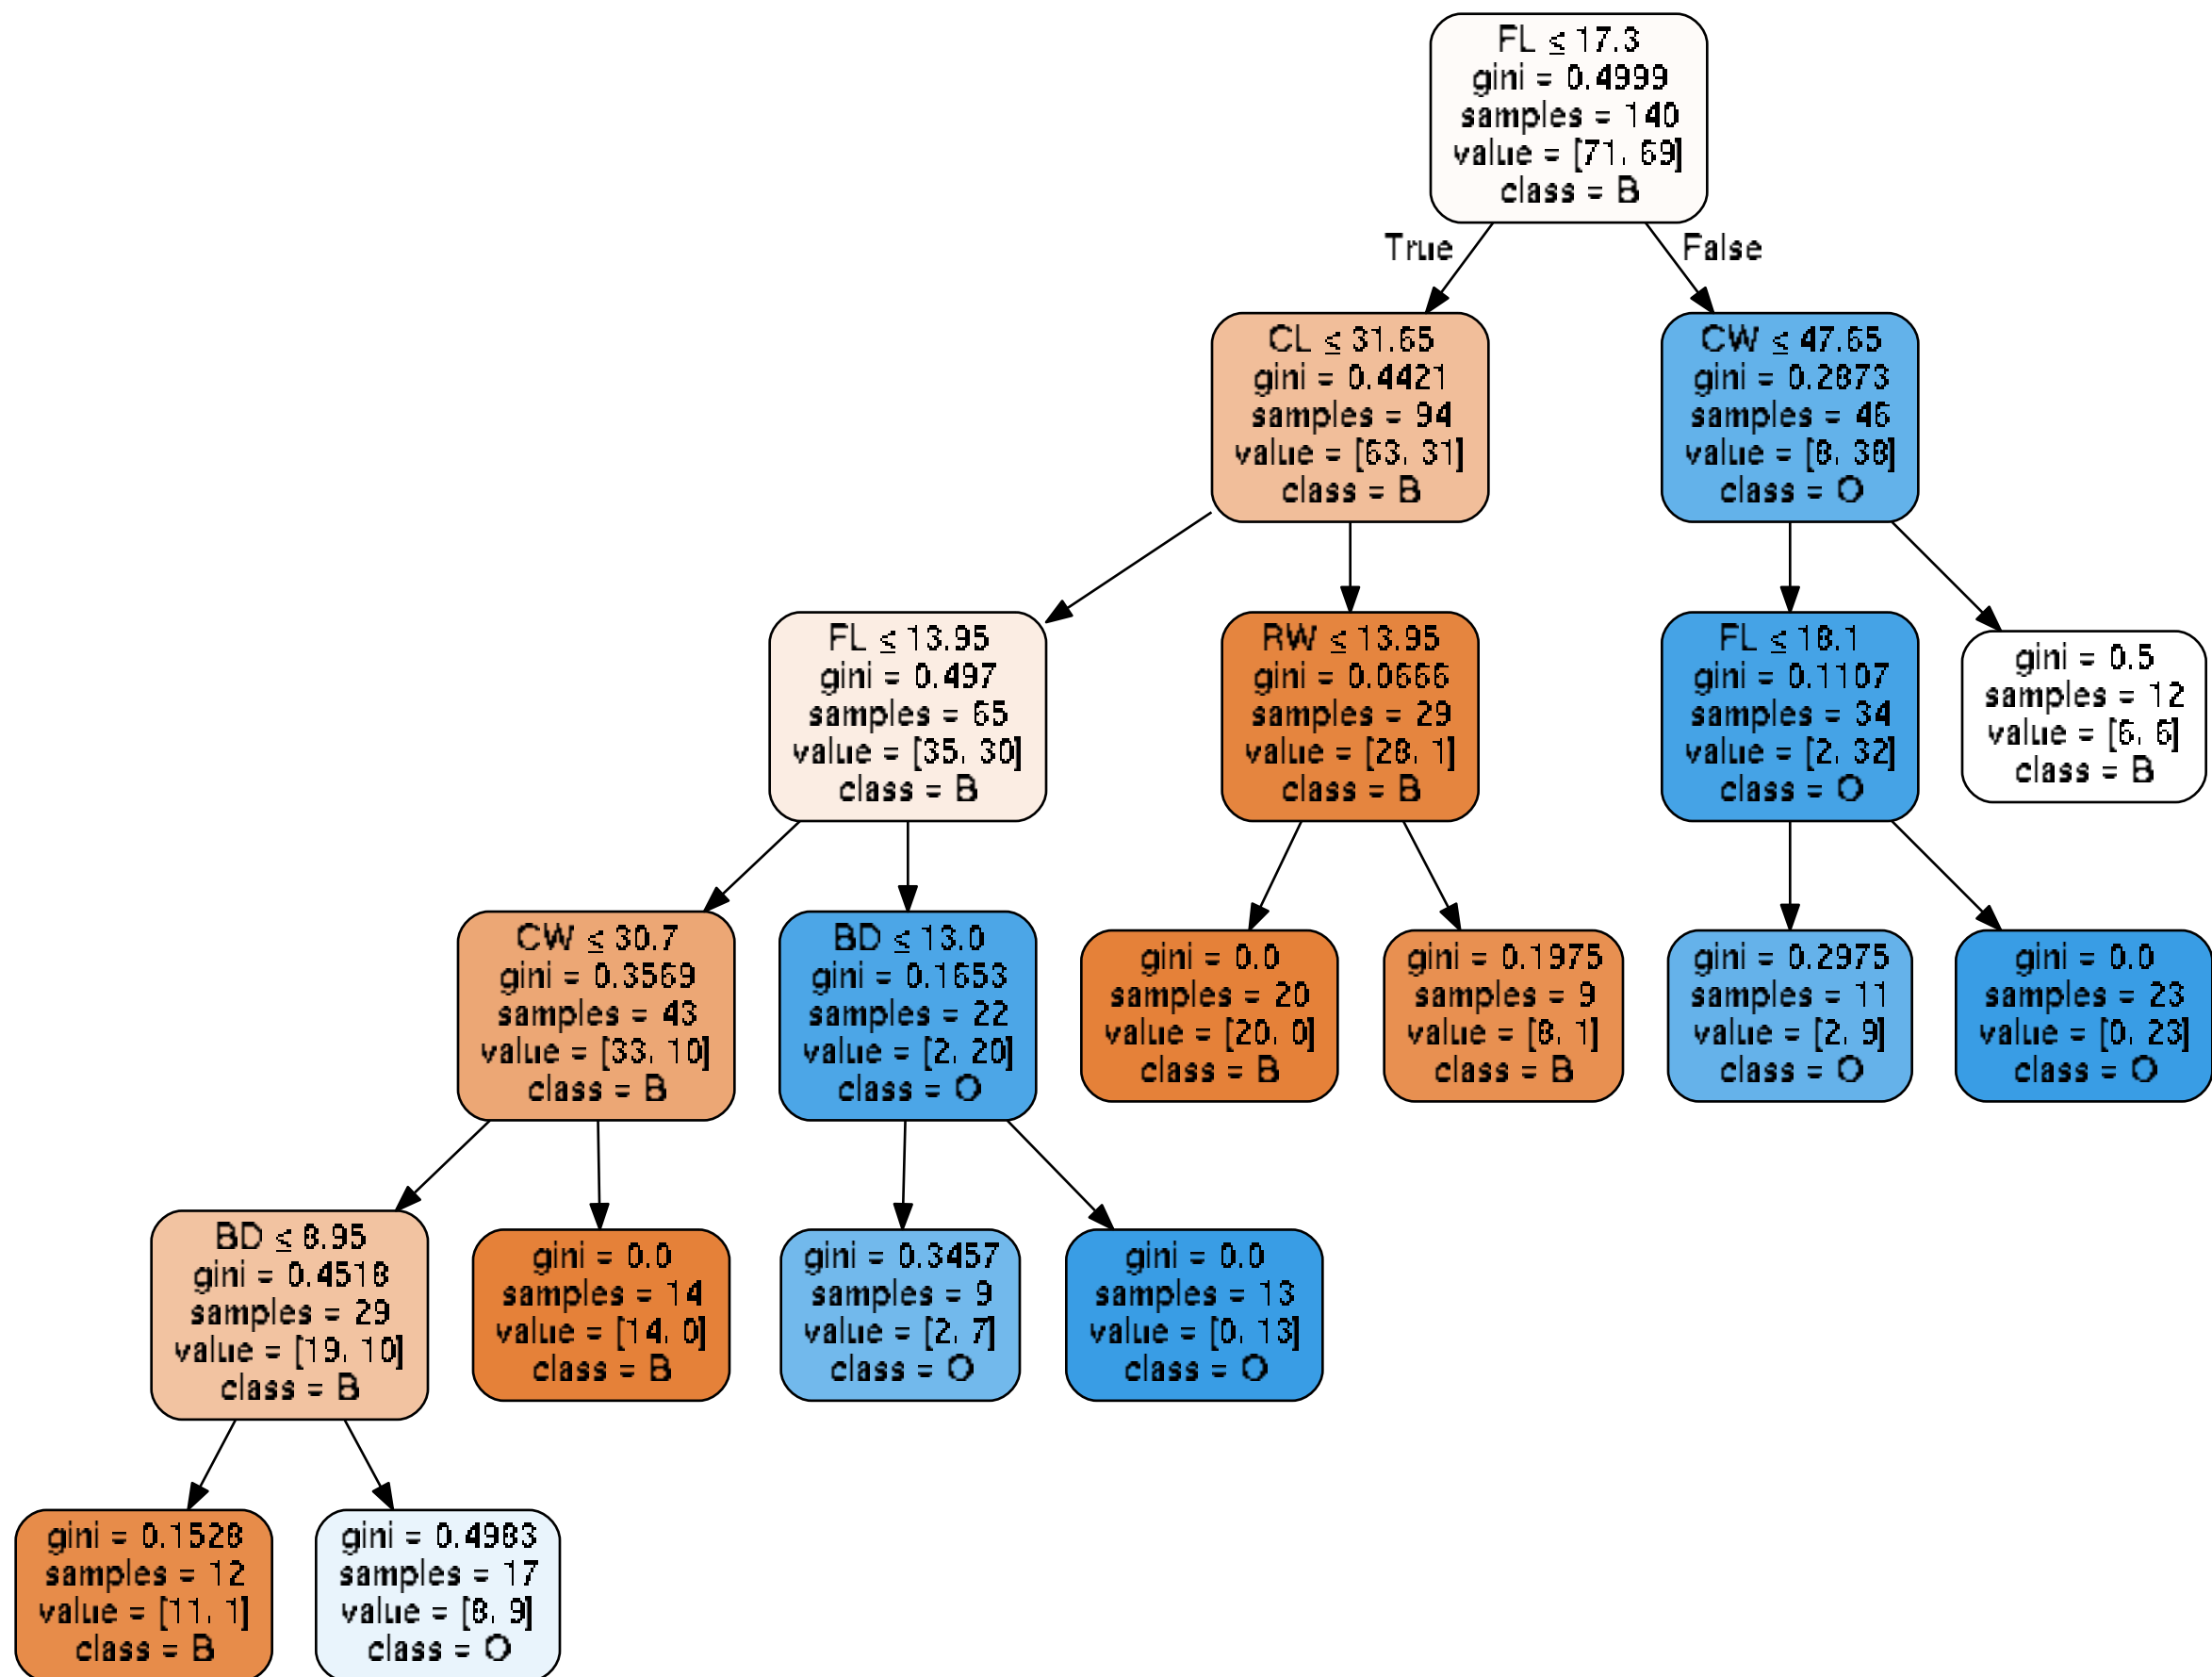 FL ≤ 17.3
gini = 0.4999
samples = 140
value = [71, 69]
class = B
True
False
CL ≤ 31.65
gini = 0.4421
samples = 94
value = [63, 31]
class = B
CW ≤ 47.65
gini = 0.2873
samples = 46
value = [8, 38]
class = O
FL ≤ 13.95
gini = 0.497
samples = 65
value = [35, 30]
class = B
RW ≤ 13.95
gini = 0.0666
samples = 29
value = [28, 1]
class = B
FL ≤ 18.1
gini = 0.1107
samples = 34
value = [2, 32]
class = O
gini = 0.5
samples = 12
value = [6, 6]
class = B
CW ≤ 30.7
gini = 0.3569
samples = 43
value = [33, 10]
class = B
BD ≤ 13.0
gini = 0.1653
samples = 22
value = [2, 20]
class = O
gini = 0.0
samples = 20
value = [20, 0]
class = B
gini = 0.1975
samples = 9
value = [8, 1]
class = B
gini = 0.2975
samples = 11
value = [2, 9]
class = O
gini = 0.0
samples = 23
value = [0, 23]
class = O
BD ≤ 8.95
gini = 0.4518
samples = 29
value = [19, 10]
class = B
gini = 0.0
samples = 14
value = [14, 0]
class = B
gini = 0.3457
samples = 9
value = [2, 7]
class = O
gini = 0.0
samples = 13
value = [0, 13]
class = O
gini = 0.1528
samples = 12
value = [11, 1]
class = B
gini = 0.4983
samples = 17
value = [8, 9]
class = O